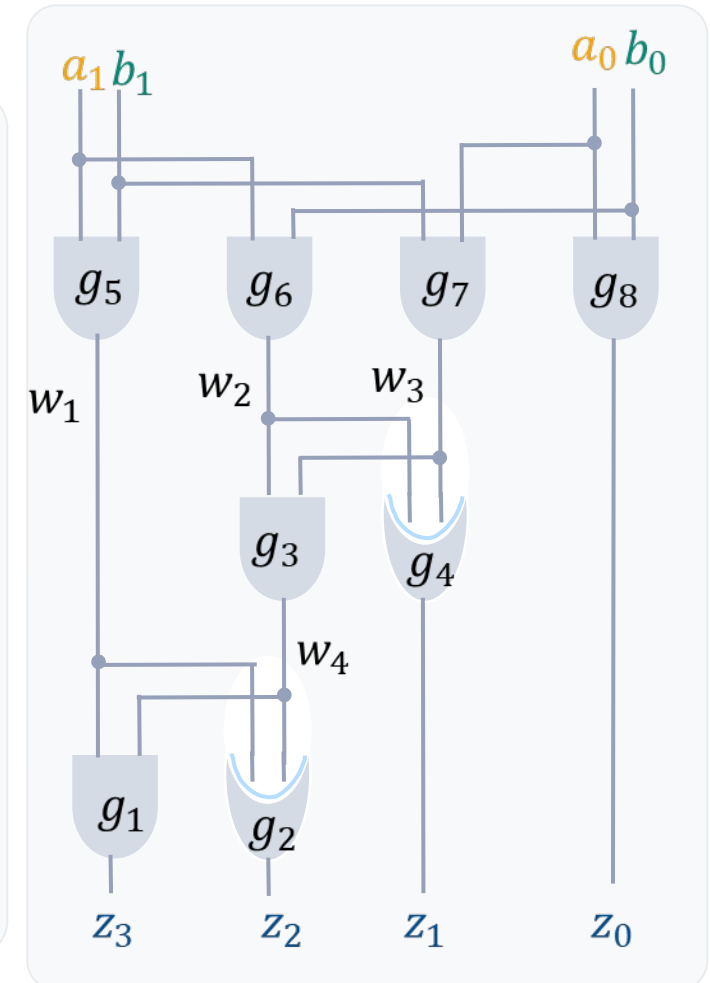 a₁ b₁ a₀ b₀
g₅ g₆ g₇ g₈
w₁ w₂ w₃
g₃ g₄
w₄
g₁ g₂
z₃ z₂ z₁ z₀